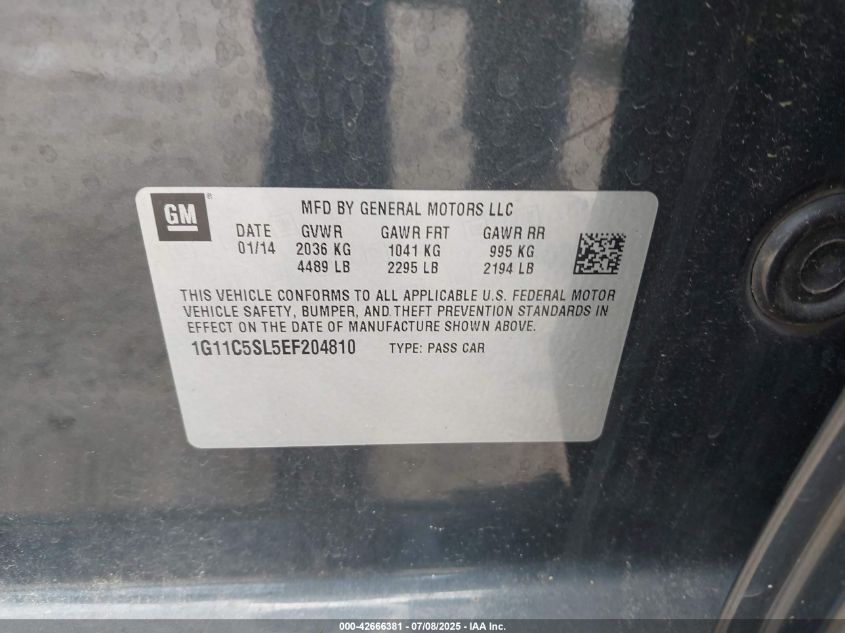 GM ®
MFD BY GENERAL MOTORS LLC
DATE GVWR GAWR FRT GAWR RR
01/14 2036 KG 1041 KG 995 KG
4489 LB 2295 LB 2194 LB
THIS VEHICLE CONFORMS TO ALL APPLICABLE U.S. FEDERAL MOTOR
VEHICLE SAFETY, BUMPER, AND THEFT PREVENTION STANDARDS IN
EFFECT ON THE DATE OF MANUFACTURE SHOWN ABOVE.
1G11C5SL5EF204810 TYPE: PASS CAR
000-42666381 - 07/08/2025 - IAA Inc.